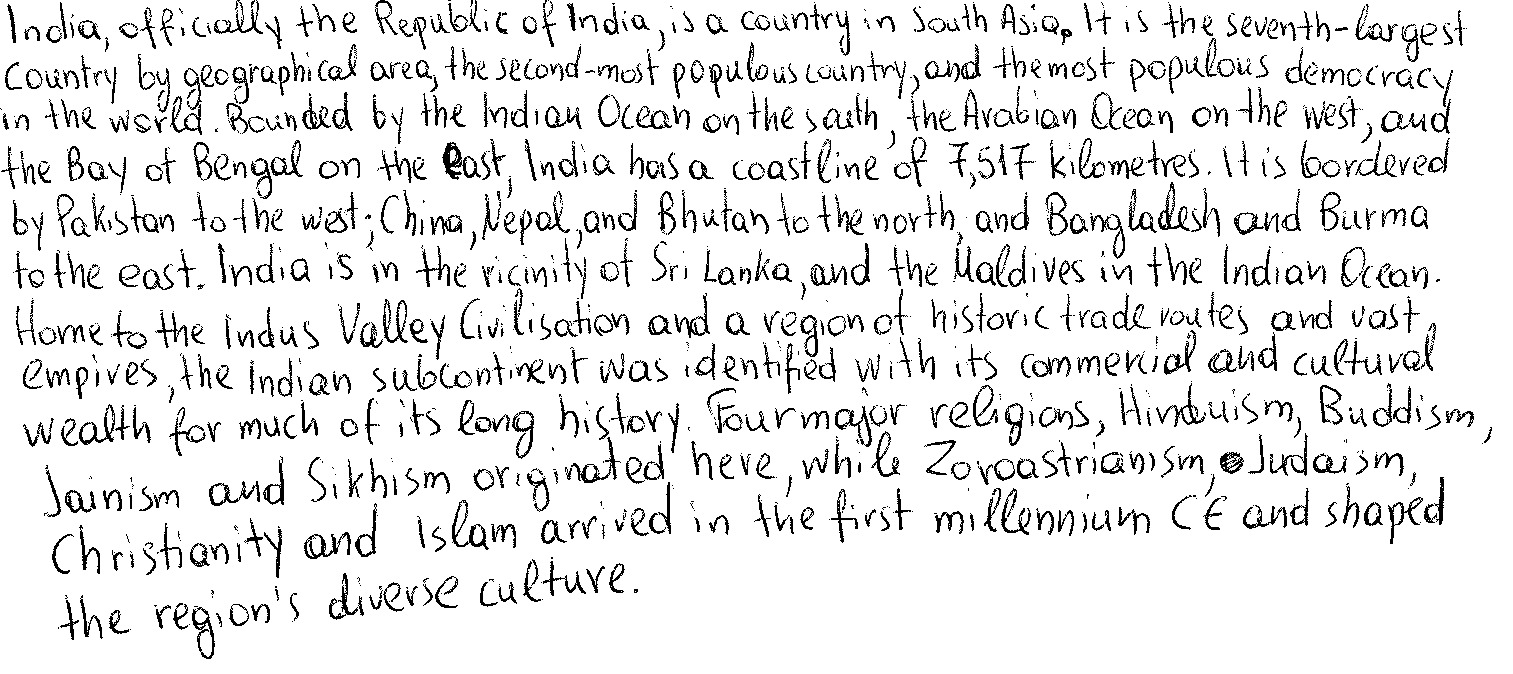 India, officially the Republic of India, is a country in South Asia. It is the seventh-largest
country by geographical area, the second-most populous country, and the most populous democracy
in the world. Bounded by the Indian Ocean on the south, the Arabian Ocean on the west, and
the Bay of Bengal on the east, India has a coastline of 7,517 kilometres. It is bordered
by Pakistan to the west; China, Nepal, and Bhutan to the north, and Bangladesh and Burma
to the east. India is in the vicinity of Sri Lanka, and the Maldives in the Indian Ocean.
Home to the Indus Valley Civilisation and a region of historic trade routes and vast
empires, the Indian subcontinent was identified with its commercial and cultural
wealth for much of its long history. Four major religions, Hinduism, Buddism,
Jainism and Sikhism originated here, while Zoroastrianism, Judaism,
Christianity and Islam arrived in the first millennium CE and shaped
the region's diverse culture.